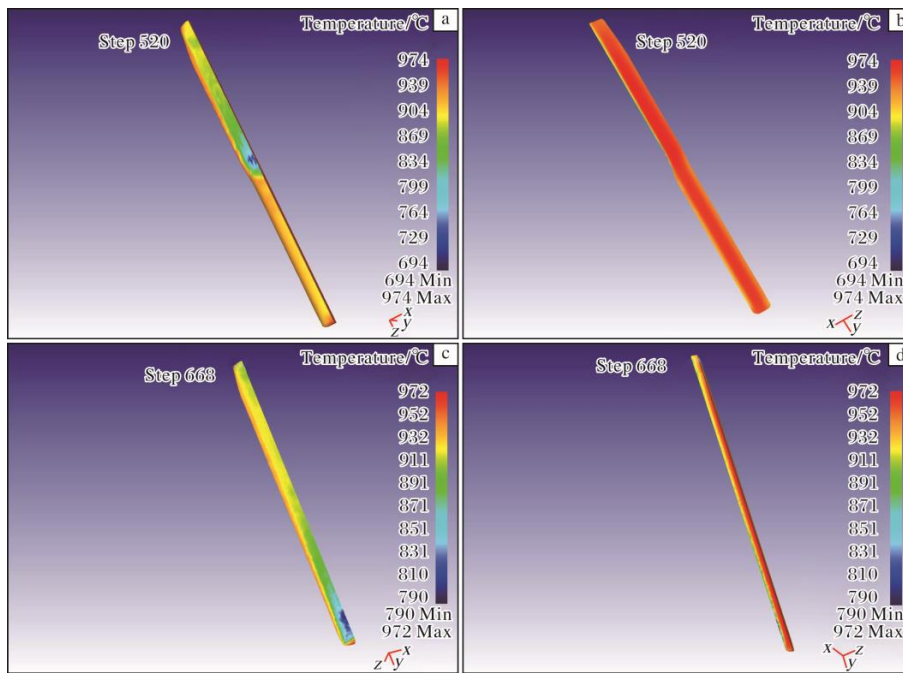 Temperature/℃
a
Step 520
974
939
904
869
834
799
764
729
694
694 Min
974 Max
x
y
z
Temperature/℃
b
Step 520
974
939
904
869
834
799
764
729
694
694 Min
974 Max
z
x
y
Temperature/℃
c
Step 668
972
952
932
911
891
871
851
831
810
790
790 Min
972 Max
x
z
y
Temperature/℃
d
Step 668
972
952
932
911
891
871
851
831
810
790
790 Min
972 Max
x
z
y